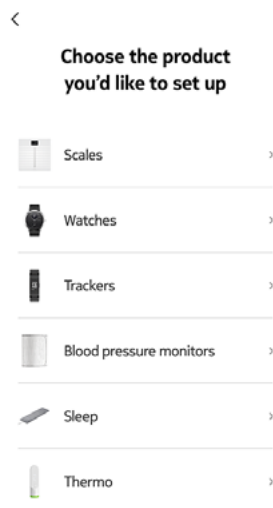 Choose the product
you'd like to set up
Scales
Watches
Trackers
Blood pressure monitors
Sleep
Thermo